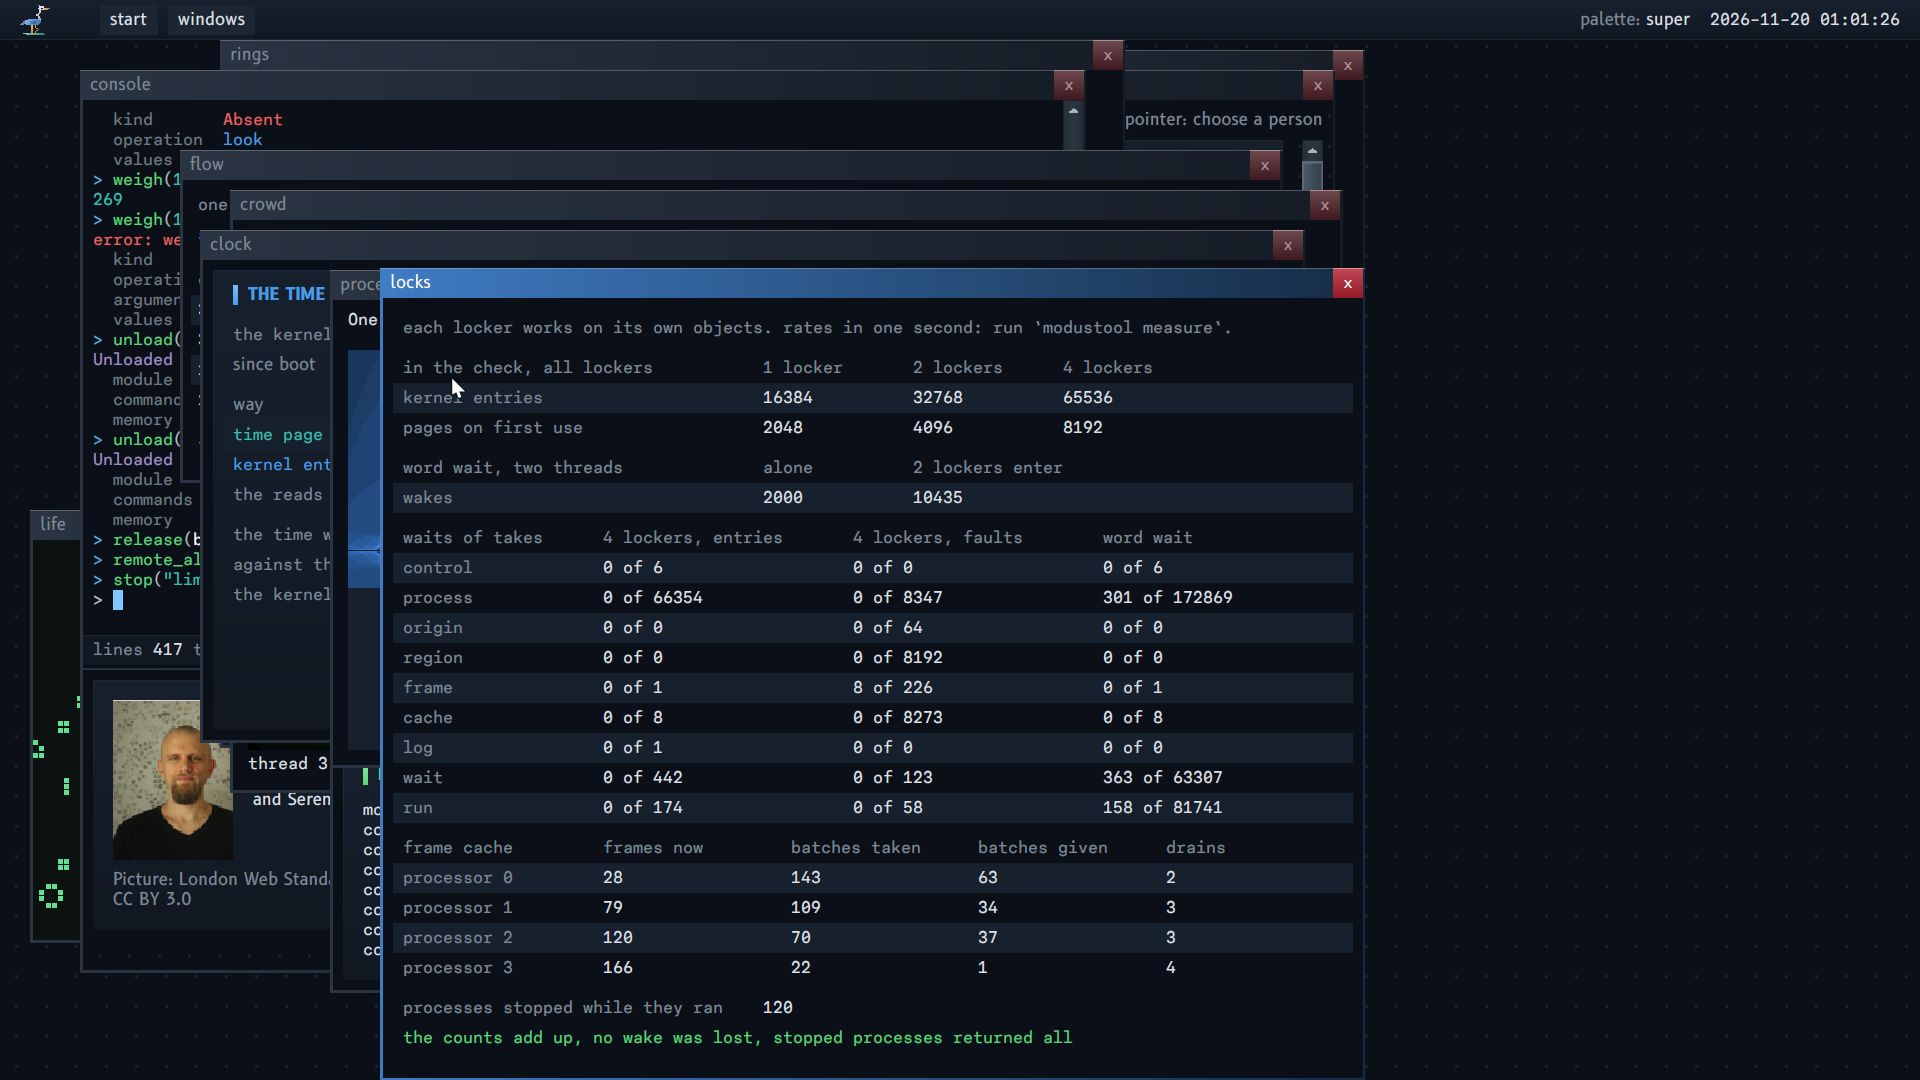 start windows palette: super 2026-11-20 01:01:26
rings x
x
console x
x
kind Absent
pointer: choose a person
operation look
values
flow x
> weigh(1
269
one
crowd x
> weigh(1
error: we
clock x
kind
operati
argumen
values
> unload(
Unloaded
module
command
memory
> unload(
Unloaded
module
commands
memory
> release(b
> remote_al
> stop("lim
>
lines 417 t
life
THE TIME
the kernel
since boot
way
time page
kernel ent
the reads
the time w
against th
the kernel
proce
One
thread 3
and Seren
Picture: London Web Standa
CC BY 3.0
mo
co
co
co
co
co
co
co
locks x
each locker works on its own objects. rates in one second: run `modustool measure`.
in the check, all lockers 1 locker 2 lockers 4 lockers
kernel entries 16384 32768 65536
pages on first use 2048 4096 8192
word wait, two threads alone 2 lockers enter
wakes 2000 10435
waits of takes 4 lockers, entries 4 lockers, faults word wait
control 0 of 6 0 of 0 0 of 6
process 0 of 66354 0 of 8347 301 of 172869
origin 0 of 0 0 of 64 0 of 0
region 0 of 0 0 of 8192 0 of 0
frame 0 of 1 8 of 226 0 of 1
cache 0 of 8 0 of 8273 0 of 8
log 0 of 1 0 of 0 0 of 0
wait 0 of 442 0 of 123 363 of 63307
run 0 of 174 0 of 58 158 of 81741
frame cache frames now batches taken batches given drains
processor 0 28 143 63 2
processor 1 79 109 34 3
processor 2 120 70 37 3
processor 3 166 22 1 4
processes stopped while they ran 120
the counts add up, no wake was lost, stopped processes returned all